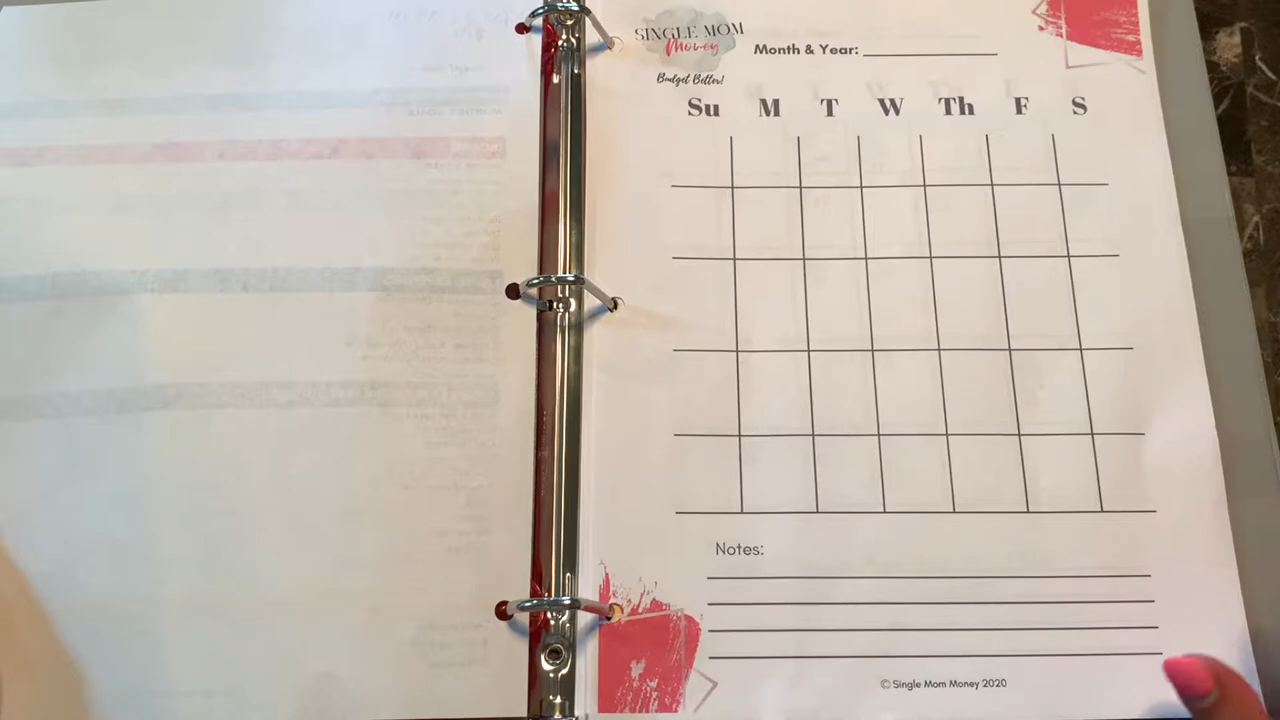 SINGLE MOM
Money
Budget Better!
Month & Year:
Su M T W Th F S
Notes:
© Single Mom Money 2020